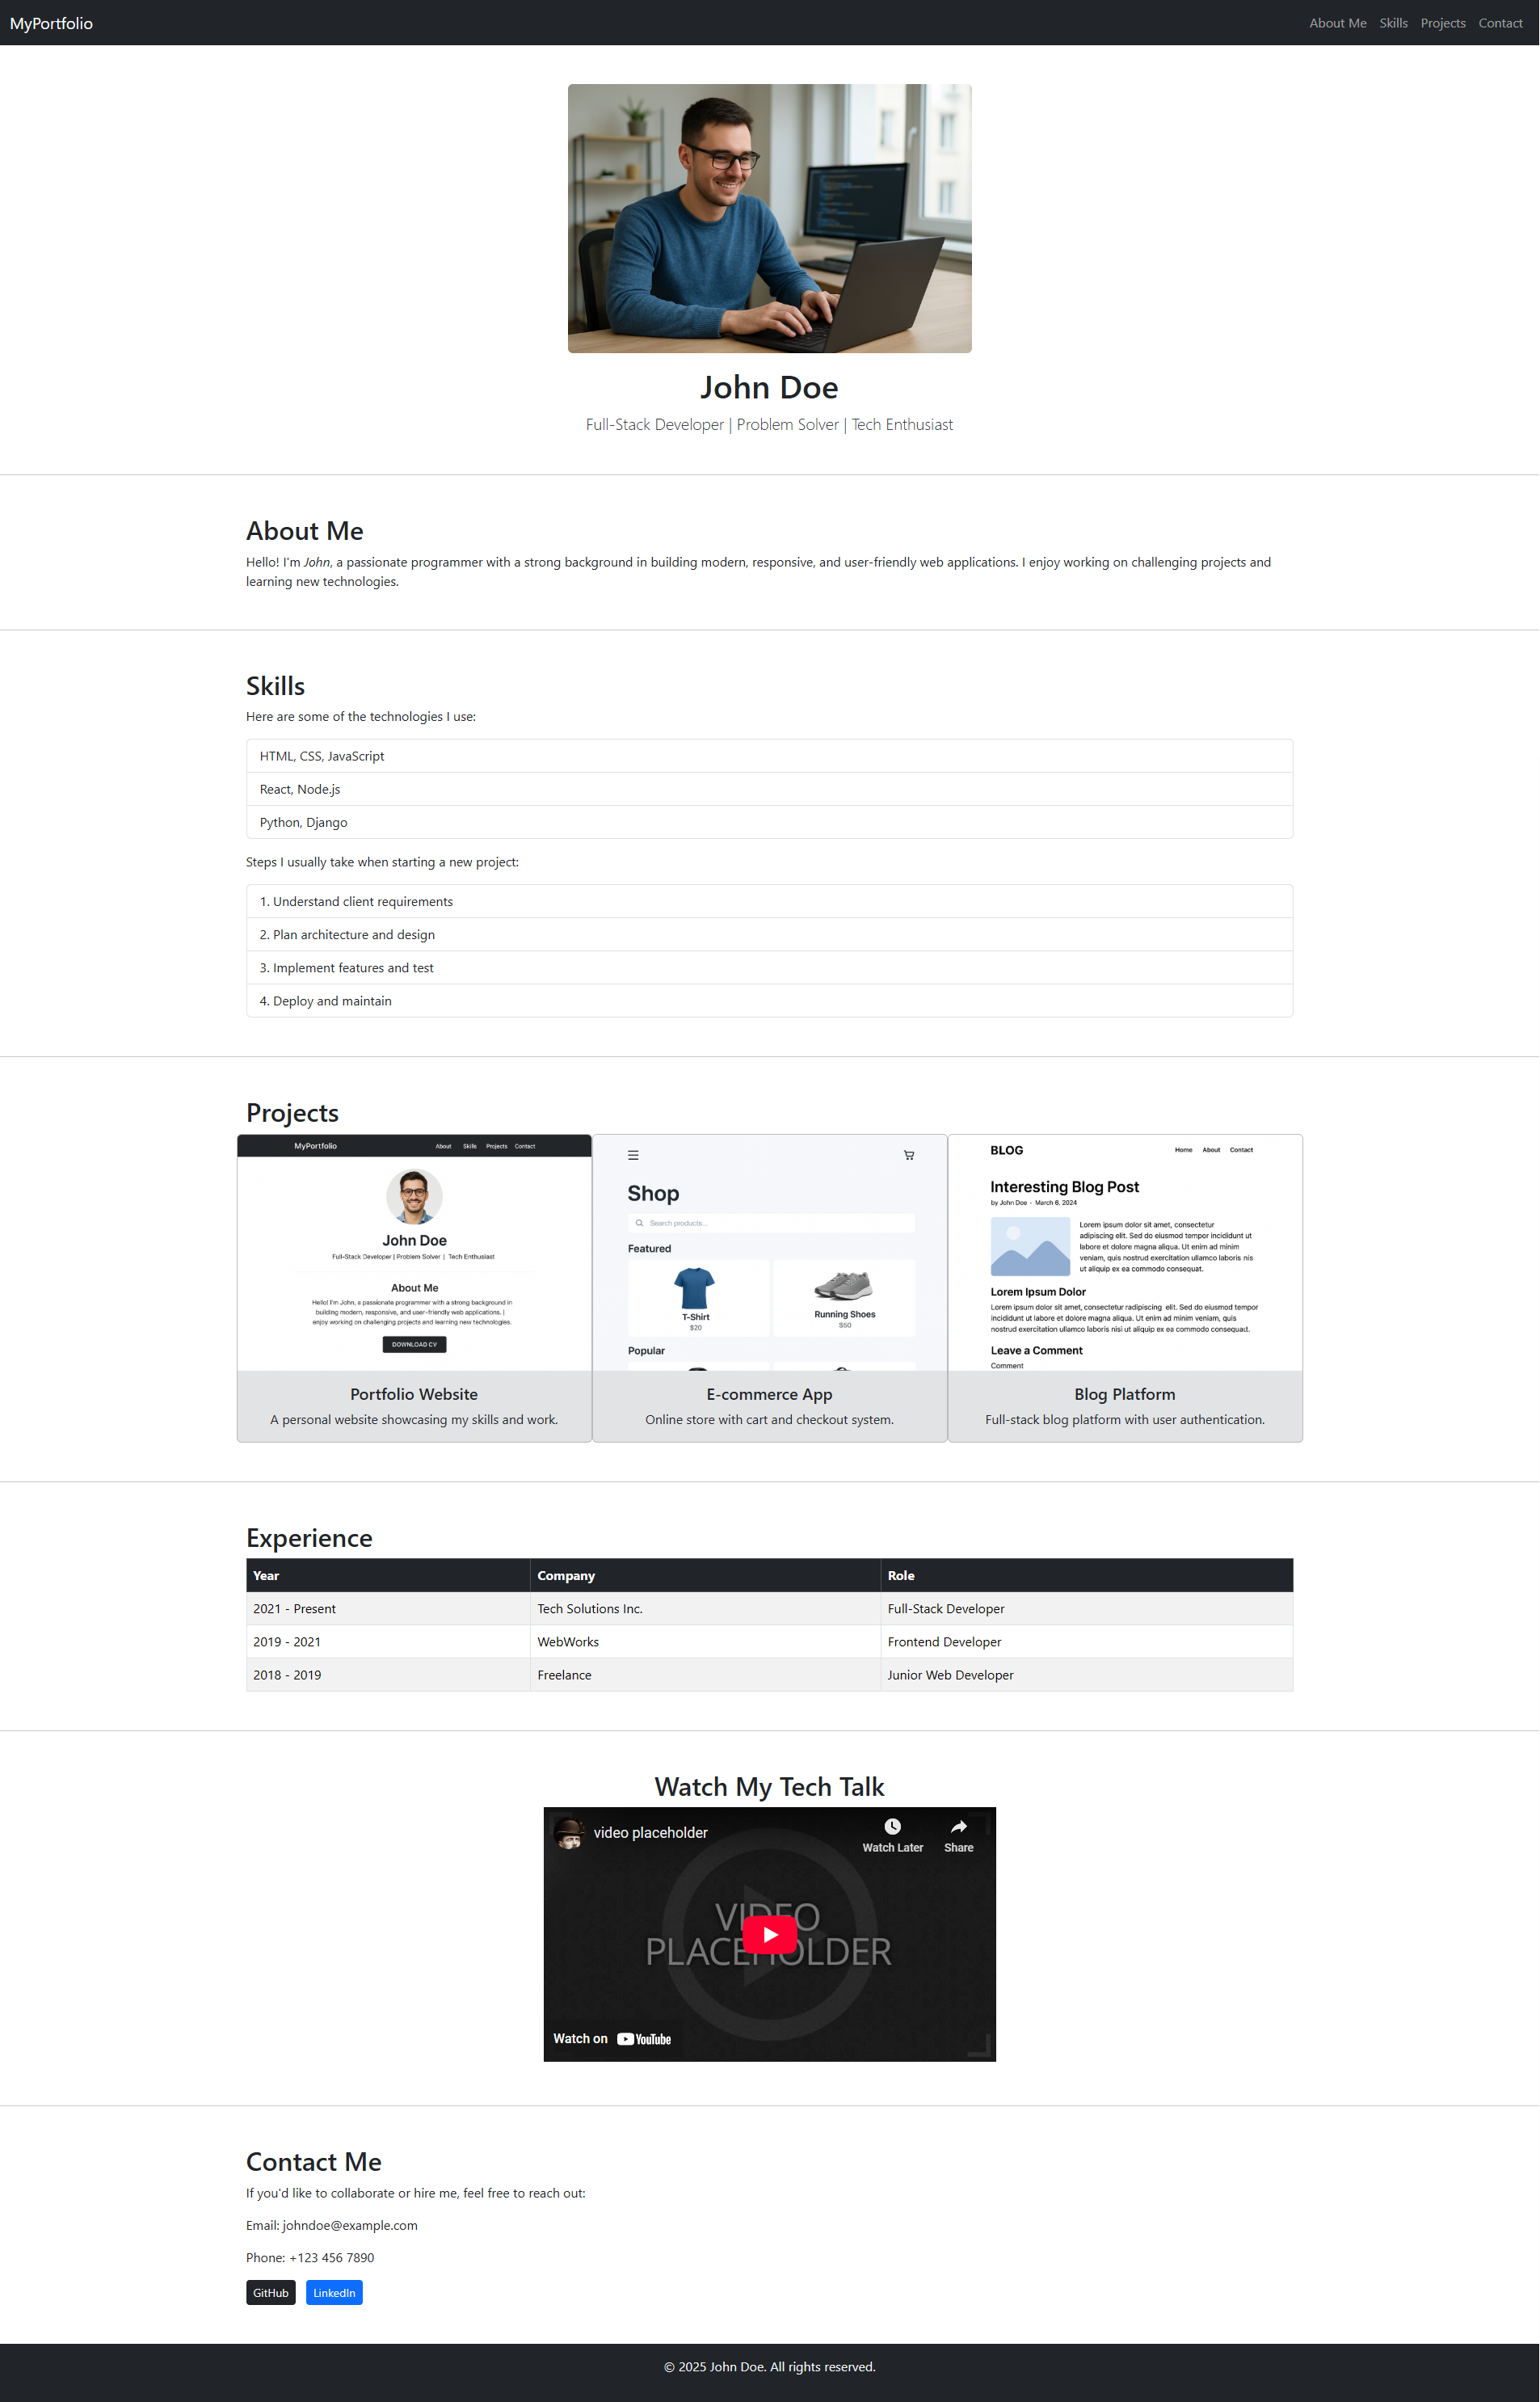 MyPortfolio
About Me Skills Projects Contact
John Doe
Full-Stack Developer | Problem Solver | Tech Enthusiast
About Me
Hello! I'm John, a passionate programmer with a strong background in building modern, responsive, and user-friendly web applications. I enjoy working on challenging projects and
learning new technologies.
Skills
Here are some of the technologies I use:
HTML, CSS, JavaScript
React, Node.js
Python, Django
Steps I usually take when starting a new project:
1. Understand client requirements
2. Plan architecture and design
3. Implement features and test
4. Deploy and maintain
Projects
MyPortfolio
About Skills Projects Contact
John Doe
Full-Stack Developer | Problem Solver | Tech Enthusiast
About Me
Hello! I'm John, a passionate programmer with a strong background in
building modern, responsive, and user-friendly web applications. |
enjoy working on challenging projects and learning new technologies.
DOWNLOAD CV
Portfolio Website
A personal website showcasing my skills and work.
Shop
Search products...
Featured
T-Shirt
$20
Running Shoes
$50
Popular
E-commerce App
Online store with cart and checkout system.
BLOG
Home About Contact
Interesting Blog Post
by John Doe - March 6, 2024
Lorem ipsum dolor sit amet, consectetur
adipiscing elit. Sed do eiusmod tempor incididunt ut
labore et dolore magna aliqua. Ut enim ad minim
veniam, quis nostrud exercitation ullamco laboris nis
ut aliquip ex ea commodo consequat.
Lorem Ipsum Dolor
Lorem ipsum dolor sit amet, consectetur radipiscing elit. Sed do eiusmod tempor
incididunt ut labore et dolore magna aliqua. Ut enim ad minim veniam, quis
nostrud exercitation ullamco laboris nisi ut aliquip ex ea commodo consequasd.
Leave a Comment
Comment
Blog Platform
Full-stack blog platform with user authentication.
Experience
Year Company Role
2021 - Present Tech Solutions Inc. Full-Stack Developer
2019 - 2021 WebWorks Frontend Developer
2018 - 2019 Freelance Junior Web Developer
Watch My Tech Talk
video placeholder
Watch Later Share
VIDEO
PLACEHOLDER
Watch on YouTube
Contact Me
If you'd like to collaborate or hire me, feel free to reach out:
Email: johndoe@example.com
Phone: +123 456 7890
GitHub LinkedIn
© 2025 John Doe. All rights reserved.